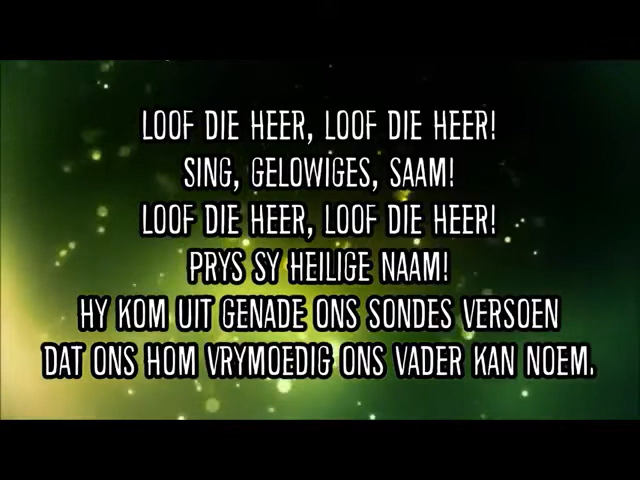 LOOF DIE HEER, LOOF DIE HEER!
SING, GELOWIGES, SAAM!
LOOF DIE HEER, LOOF DIE HEER!
PRYS SY HEILIGE NAAM!
HY KOM UIT GENADE ONS SONDES VERSOEN
DAT ONS HOM VRYMOEDIG ONS VADER KAN NOEM.